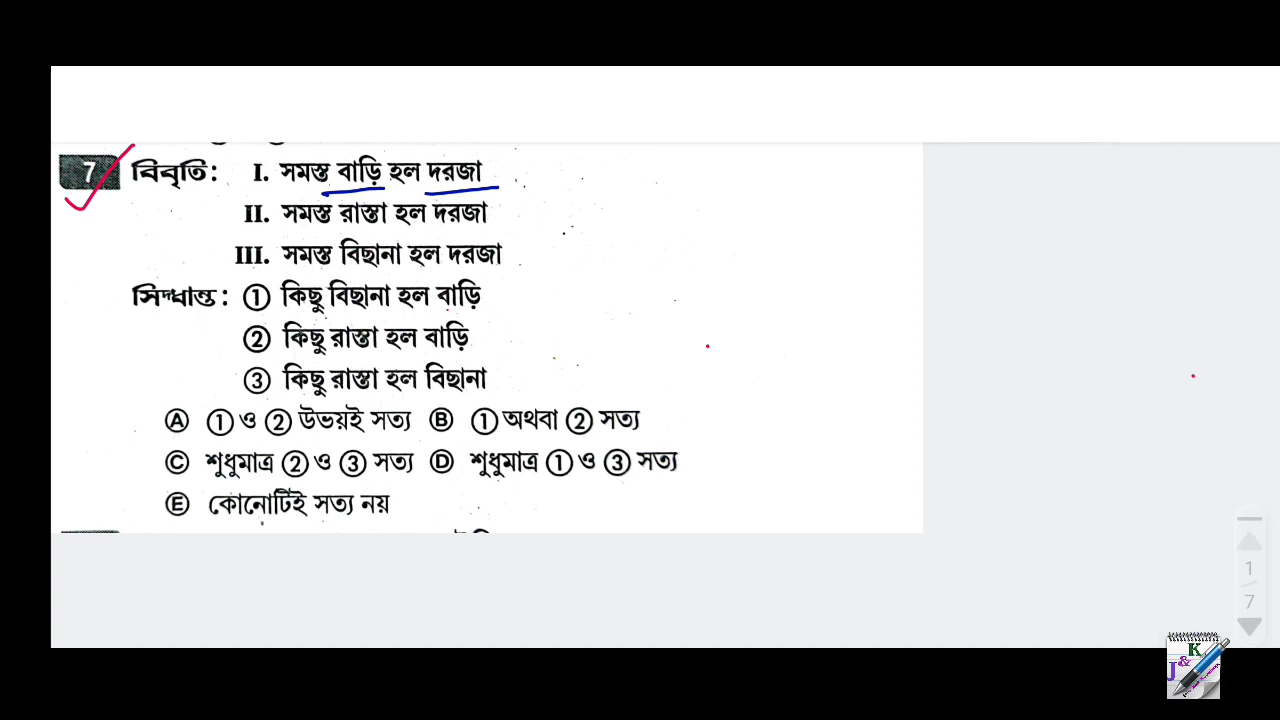 7 বিবৃতি: I. সমস্ত বাড়ি হল দরজা
II. সমস্ত রাস্তা হল দরজা
III. সমস্ত বিছানা হল দরজা
সিদ্ধান্ত: ① কিছু বিছানা হল বাড়ি
② কিছু রাস্তা হল বাড়ি
③ কিছু রাস্তা হল বিছানা
Ⓐ ① ও ② উভয়ই সত্য Ⓑ ① অথবা ② সত্য
Ⓒ শুধুমাত্র ② ও ③ সত্য Ⓓ শুধুমাত্র ① ও ③ সত্য
Ⓔ কোনোটিই সত্য নয়
1
7
J & K